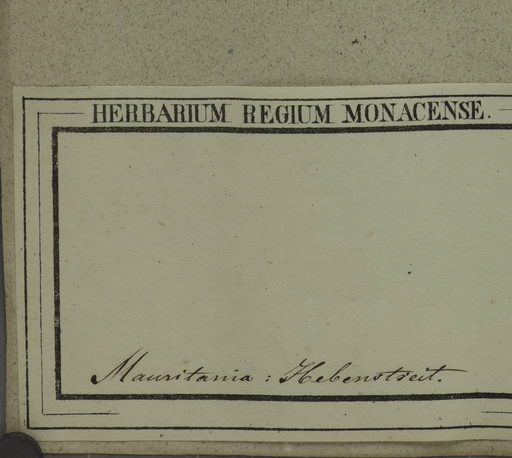 HERBARIUM REGIUM MONACENSE.
Mauritania : Hebenstreit.